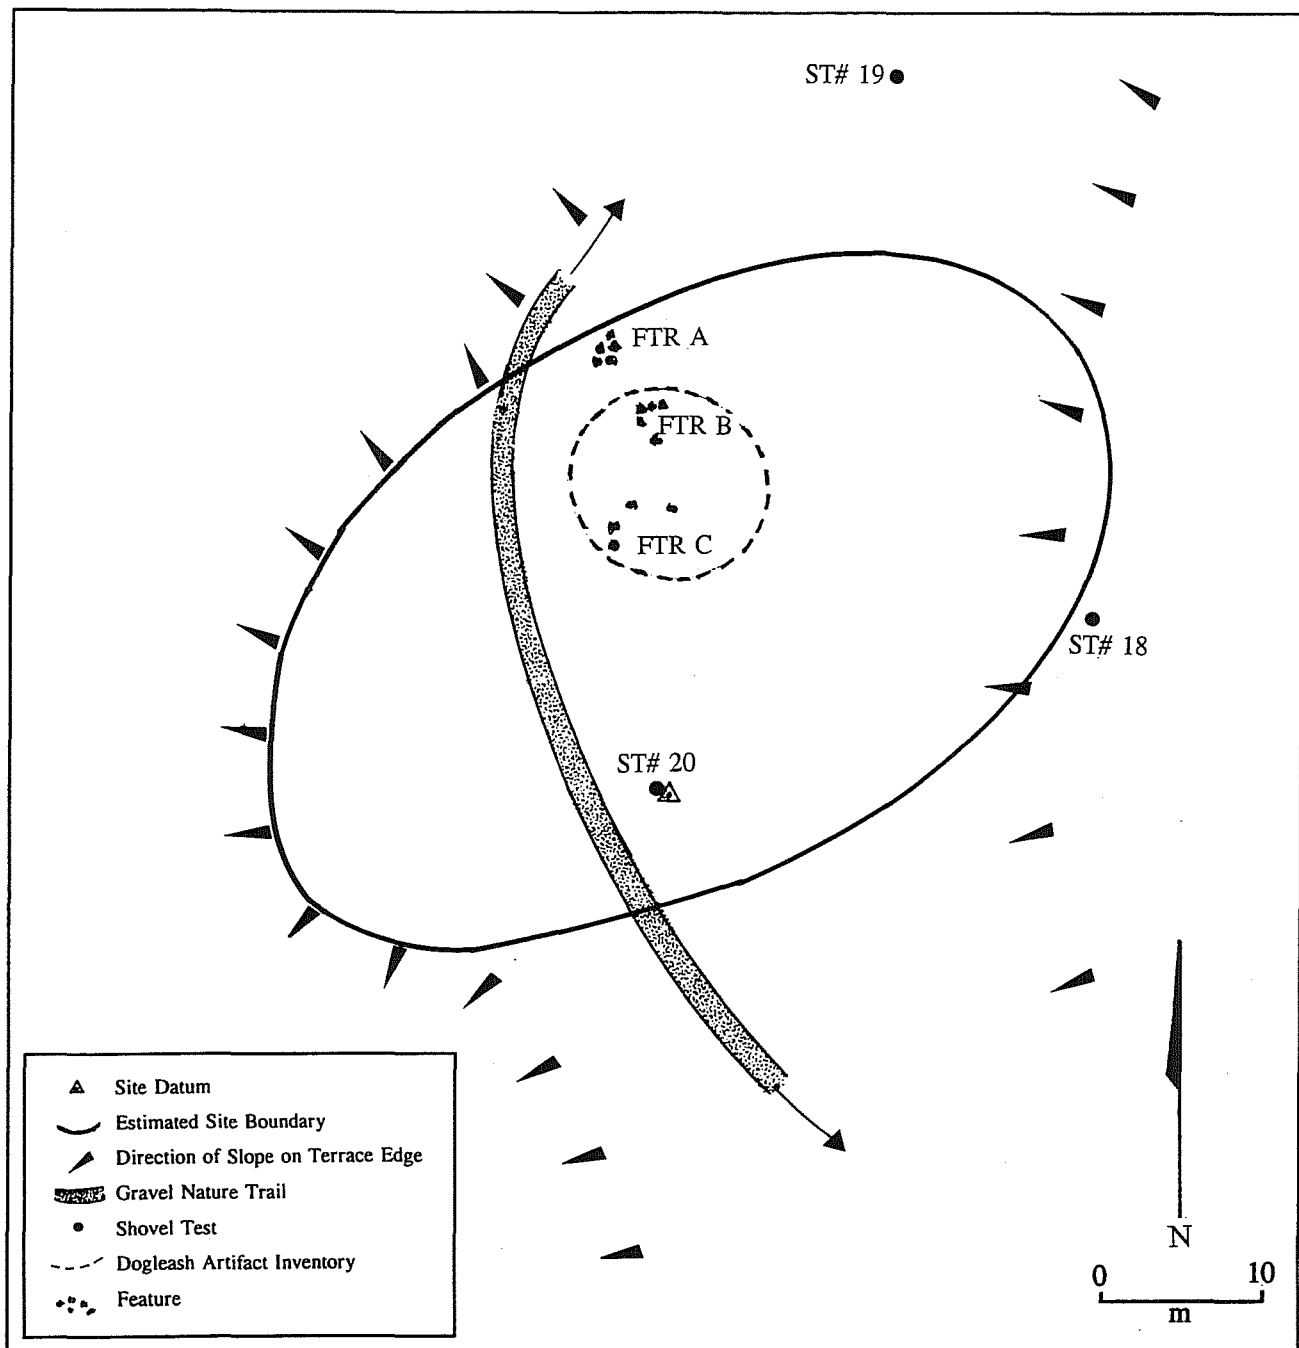 ST# 19
FTR A
FTR B
FTR C
ST# 18
ST# 20
Site Datum
Estimated Site Boundary
Direction of Slope on Terrace Edge
Gravel Nature Trail
Shovel Test
Dogleash Artifact Inventory
Feature
N
0 10
m